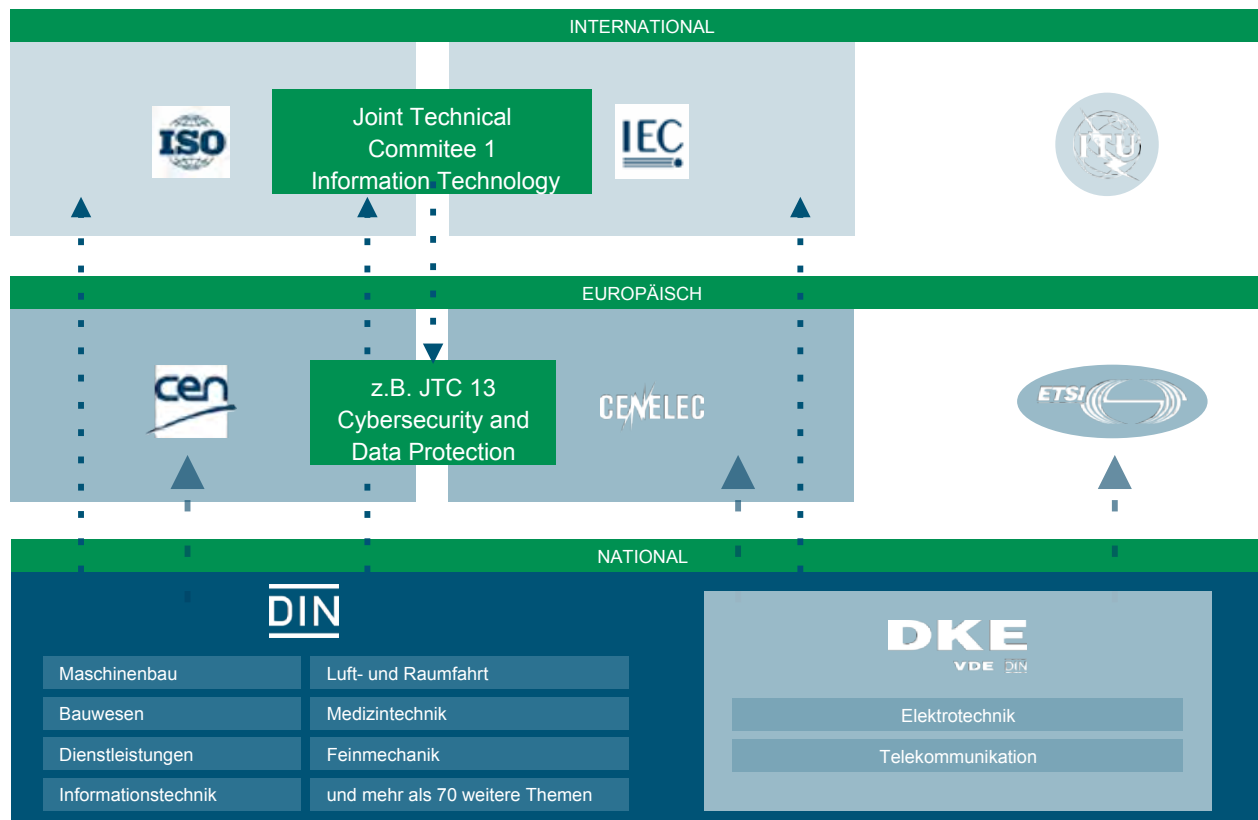 INTERNATIONAL
ISO
Joint Technical
Commitee 1
Information Technology
IEC
ITU
EUROPÄISCH
cen
z.B. JTC 13
Cybersecurity and
Data Protection
CENELEC
ETSI
NATIONAL
DIN
Maschinenbau
Luft- und Raumfahrt
Bauwesen
Medizintechnik
Dienstleistungen
Feinmechanik
Informationstechnik
und mehr als 70 weitere Themen
DKE
VDE DIN
Elektrotechnik
Telekommunikation